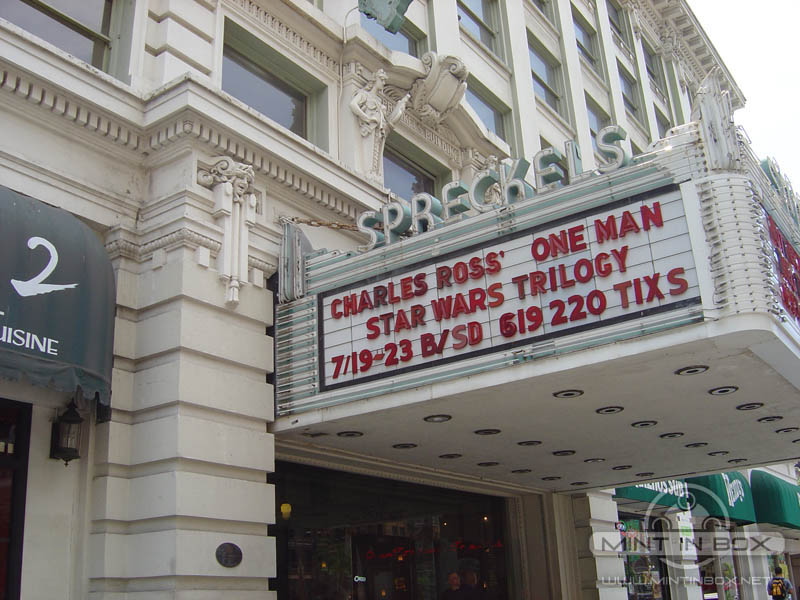 SPRECKELS
CHARLES ROSS' ONE MAN
STAR WARS TRILOGY
7/19-23 B/SD 619 220 TIXS
2
UISINE
MINT IN BOX
WWW.MINTINBOX.NET